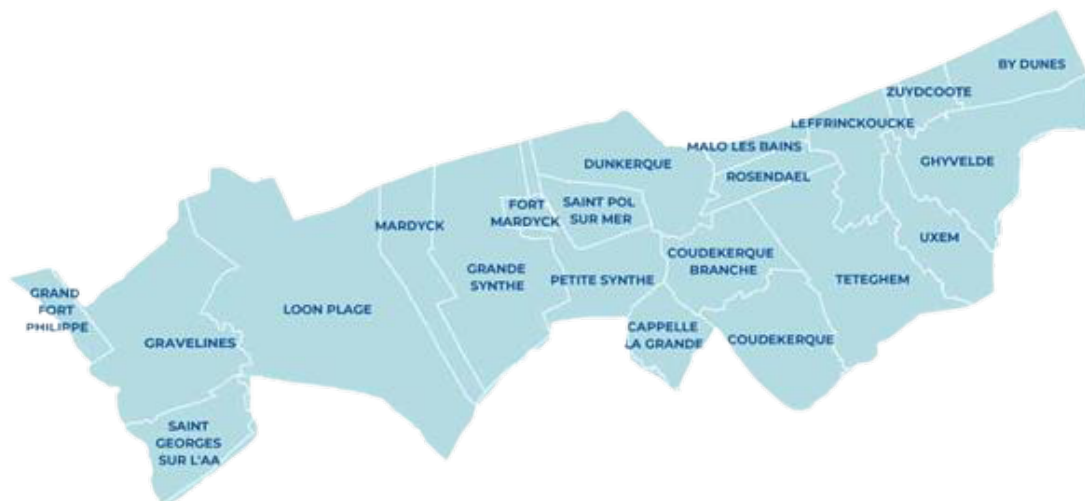 BY DUNES
ZUYDCOOTE
LEFFRINCKOUCKE
MALO LES BAINS
GHYVELDE
DUNKERQUE
ROSENDAEL
FORT
MARDYCK
SAINT POL
SUR MER
MARDYCK
UXEM
COUDEKERQUE
BRANCHE
GRANDE
SYNTHE
PETITE SYNTHE
TETEGHEM
GRAND
FORT
PHILIPPE
LOON PLAGE
GRAVELINES
CAPPELLE
LA GRANDE
COUDEKERQUE
SAINT
GEORGES
SUR L'AA